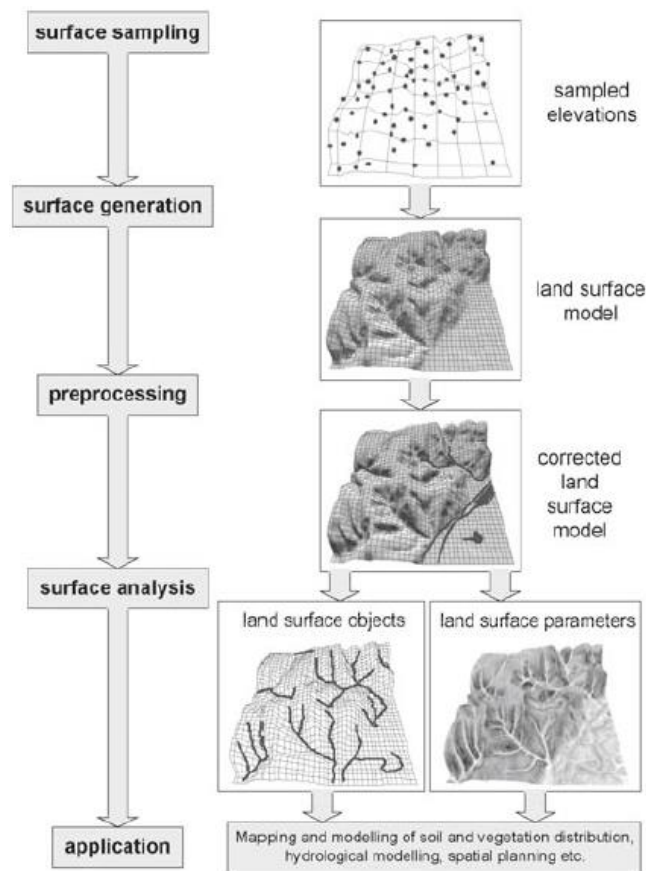 surface sampling
sampled
elevations
surface generation
land surface
model
preprocessing
corrected
land
surface
model
surface analysis
land surface objects
land surface parameters
application
Mapping and modelling of soil and vegetation distribution,
hydrological modelling, spatial planning etc.